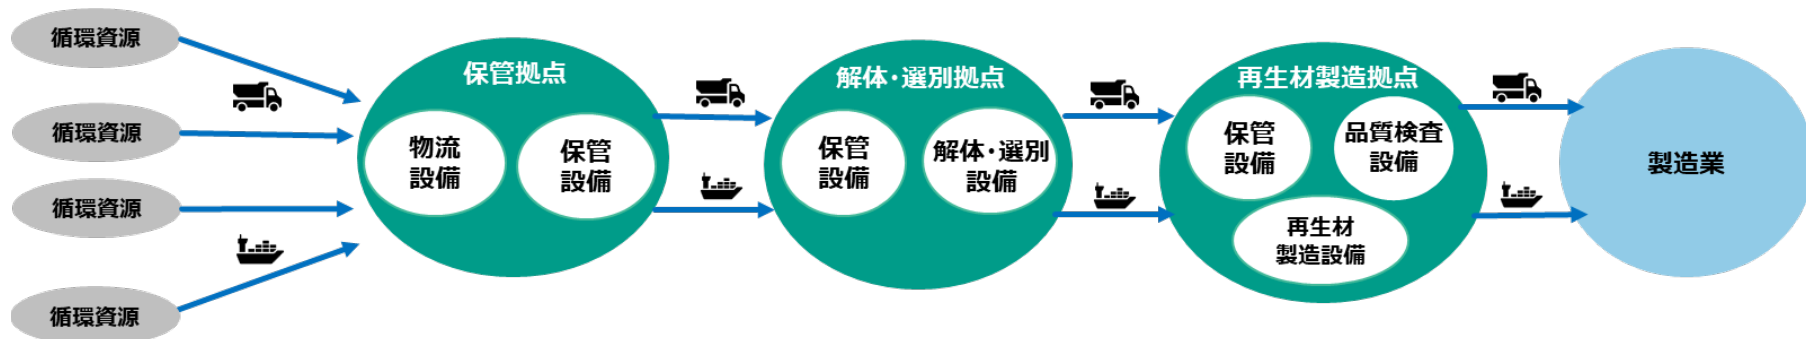 循環資源
循環資源
循環資源
循環資源
保管拠点
物流
設備
保管
設備
解体・選別拠点
保管
設備
解体・選別
設備
再生材製造拠点
保管
設備
品質検査
設備
再生材
製造設備
製造業